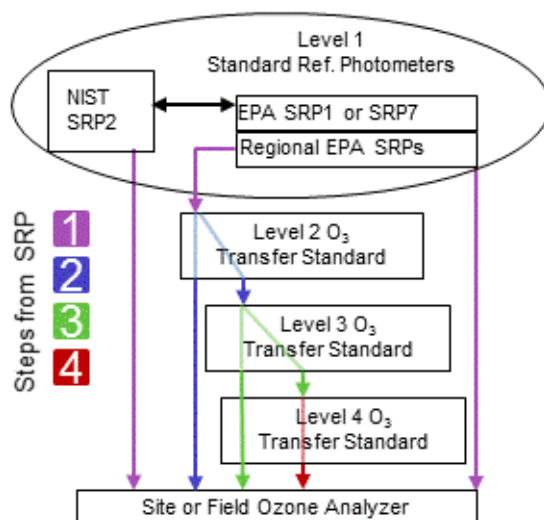 Level 1
Standard Ref. Photometers
NIST
SRP2
EPA SRP1 or SRP7
Regional EPA SRPs
Steps from SRP
1
2
3
4
Level 2 O₃
Transfer Standard
Level 3 O₃
Transfer Standard
Level 4 O₃
Transfer Standard
Site or Field Ozone Analyzer